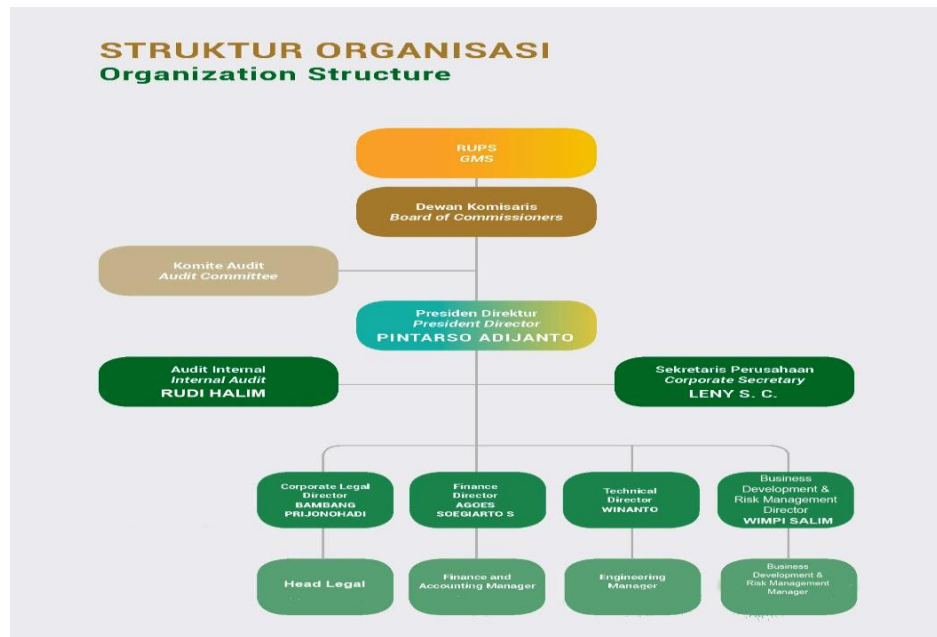 STRUKTUR ORGANISASI
Organization Structure
RUPS
GMS
Dewan Komisaris
Board of Commissioners
Komite Audit
Audit Committee
Presiden Direktur
President Director
PINTARSO ADIJANTO
Audit Internal
Internal Audit
RUDI HALIM
Sekretaris Perusahaan
Corporate Secretary
LENY S. C.
Corporate Legal
Director
BAMBANG
PRIJONOHADI
Finance
Director
AGOES
SOEGIARTO S
Technical
Director
WINANTO
Business
Development &
Risk Management
Director
WIMPI SALIM
Head Legal
Finance and
Accounting Manager
Engineering
Manager
Business
Development &
Risk Management
Manager